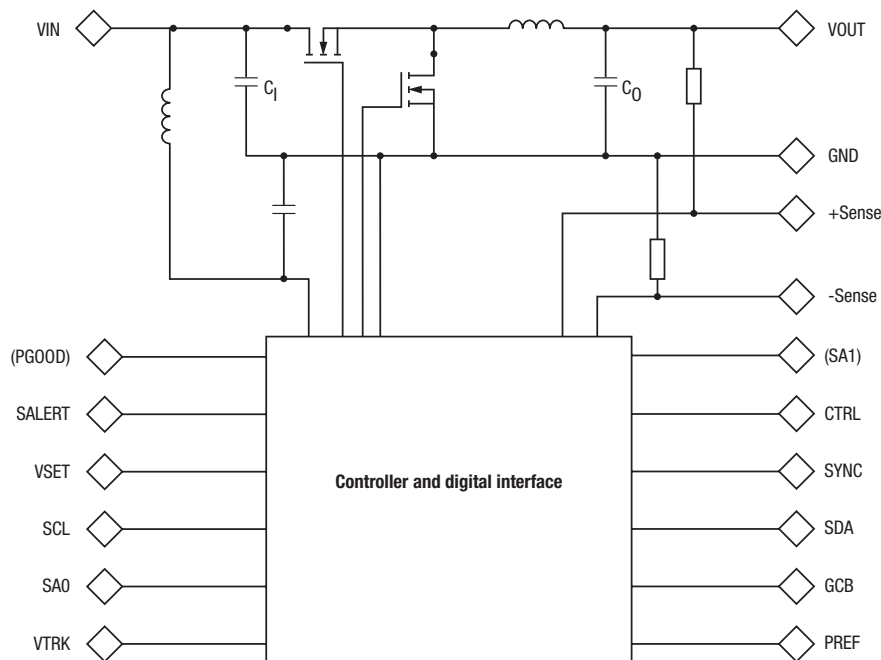 VIN
VOUT
C_I
C_O
GND
+Sense
-Sense
(PGOOD)
(SA1)
SALERT
CTRL
VSET
SYNC
Controller and digital interface
SCL
SDA
SA0
GCB
VTRK
PREF